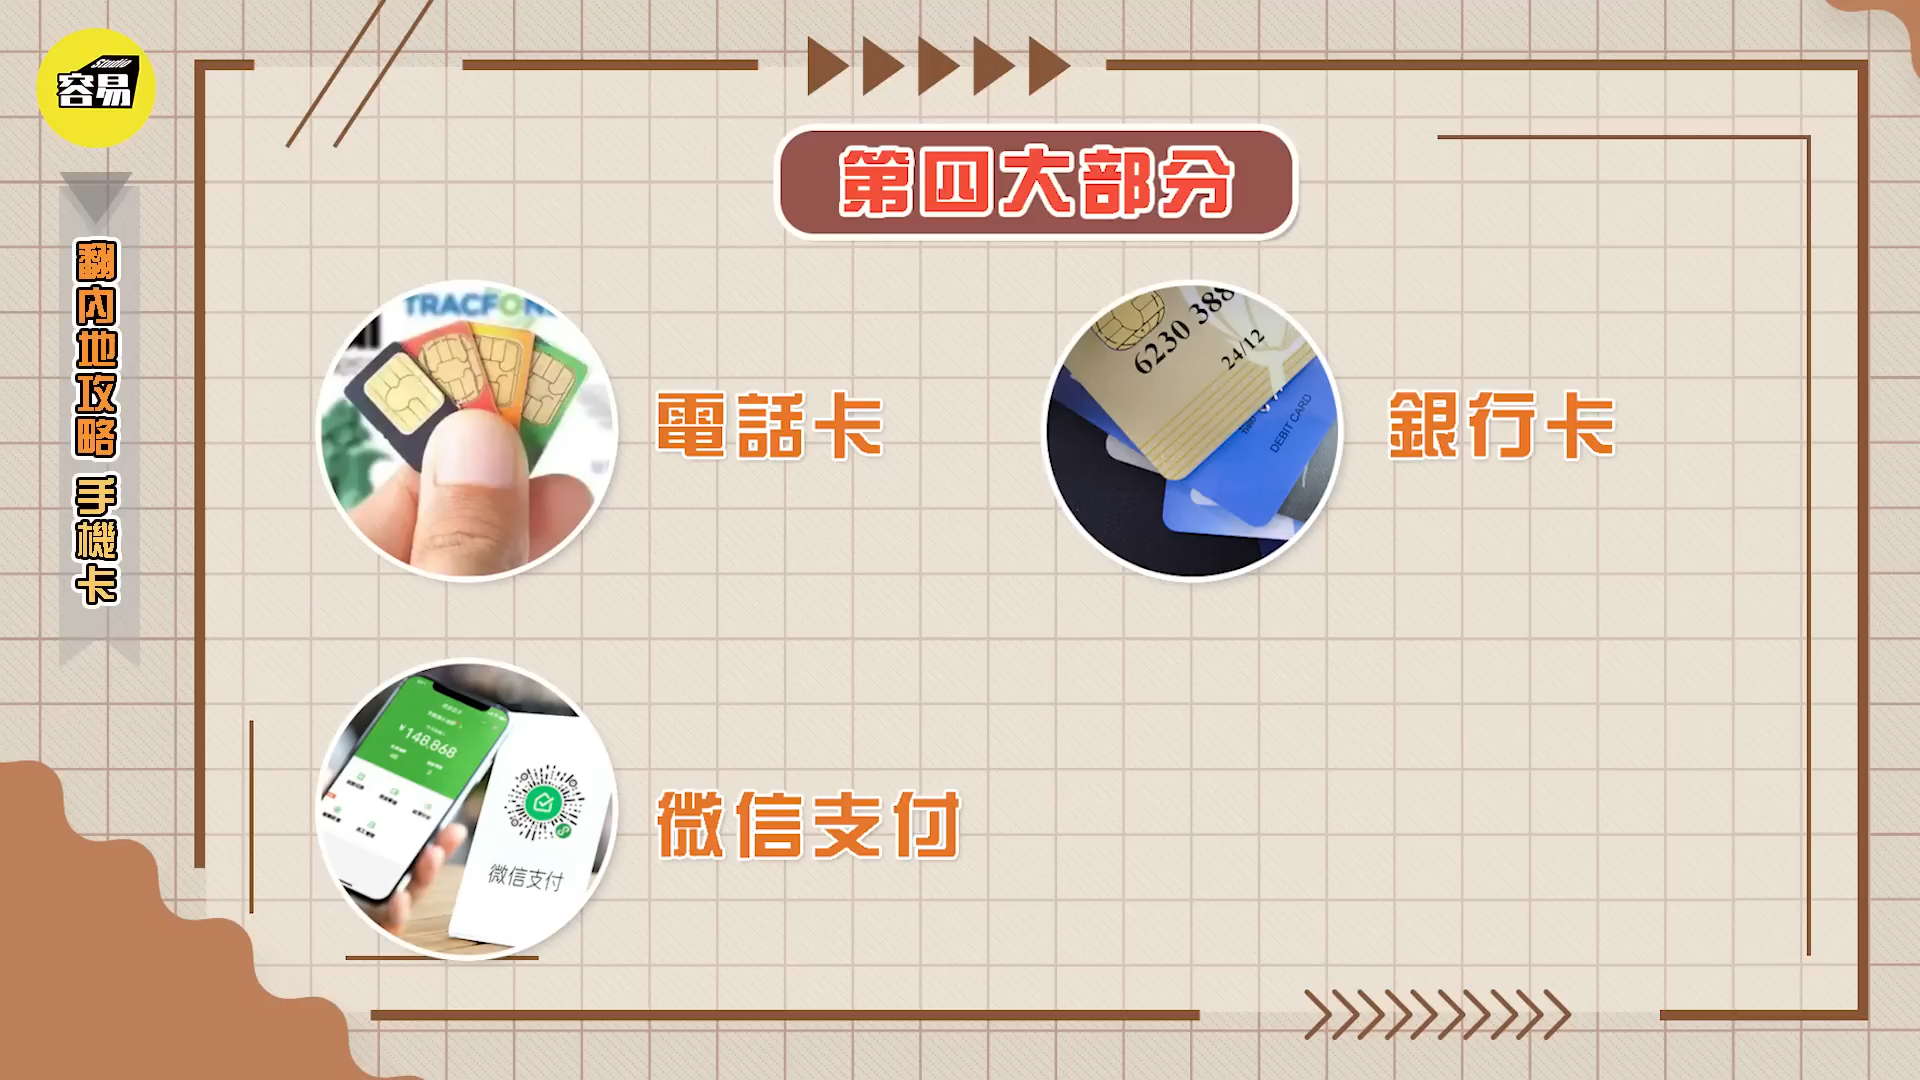 Studio
容易
翻內地攻略 手機卡
第四大部分
TRACFON
電話卡
6230 388
24/12
DEBIT CARD
銀行卡
¥148,868
微信支付
微信支付